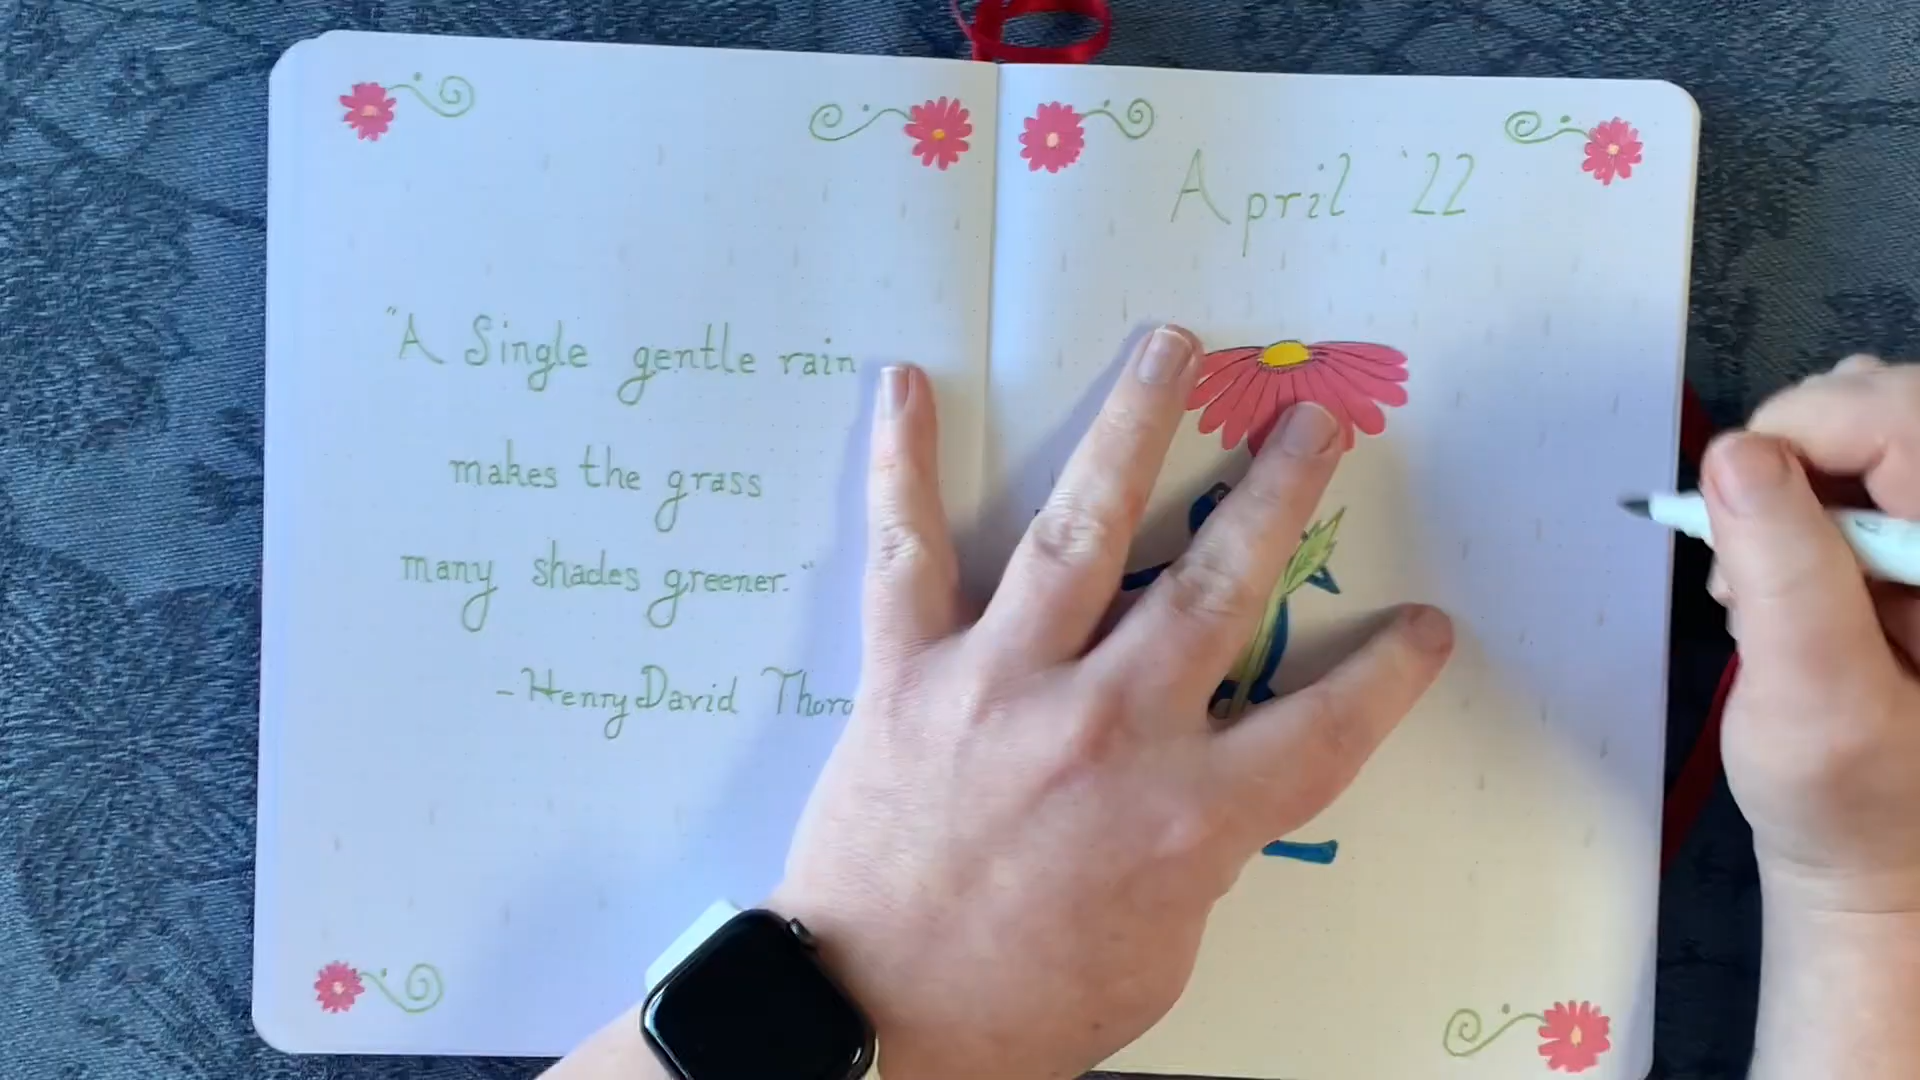 "A Single gentle rain
makes the grass
many shades greener."
-Henry David
April '22